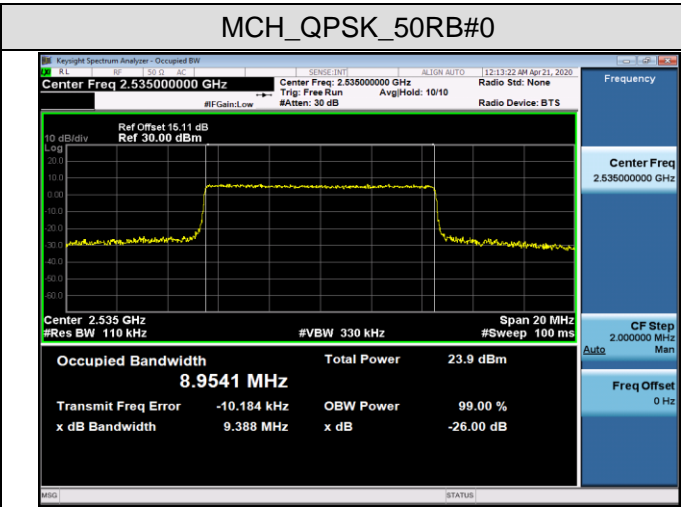 MCH_QPSK_50RB#0
Keysight Spectrum Analyzer - Occupied BW
RL RF 50 Ω AC SENSE:INT ALIGN AUTO 12:13:22 AM Apr 21, 2020
Center Freq 2.535000000 GHz
Center Freq: 2.535000000 GHz Radio Std: None
Trig: Free Run Avg|Hold: 10/10
#IFGain:Low #Atten: 30 dB Radio Device: BTS
Frequency
Ref Offset 15.11 dB
10 dB/div Ref 30.00 dBm
Log
20.0
10.0
0.00
-10.0
-20.0
-30.0
-40.0
-50.0
-60.0
Center 2.535 GHz Span 20 MHz
#Res BW 110 kHz #VBW 330 kHz #Sweep 100 ms
Occupied Bandwidth Total Power 23.9 dBm
8.9541 MHz
Transmit Freq Error -10.184 kHz OBW Power 99.00 %
x dB Bandwidth 9.388 MHz x dB -26.00 dB
Center Freq
2.535000000 GHz
CF Step
2.000000 MHz
Auto Man
Freq Offset
0 Hz
MSG STATUS